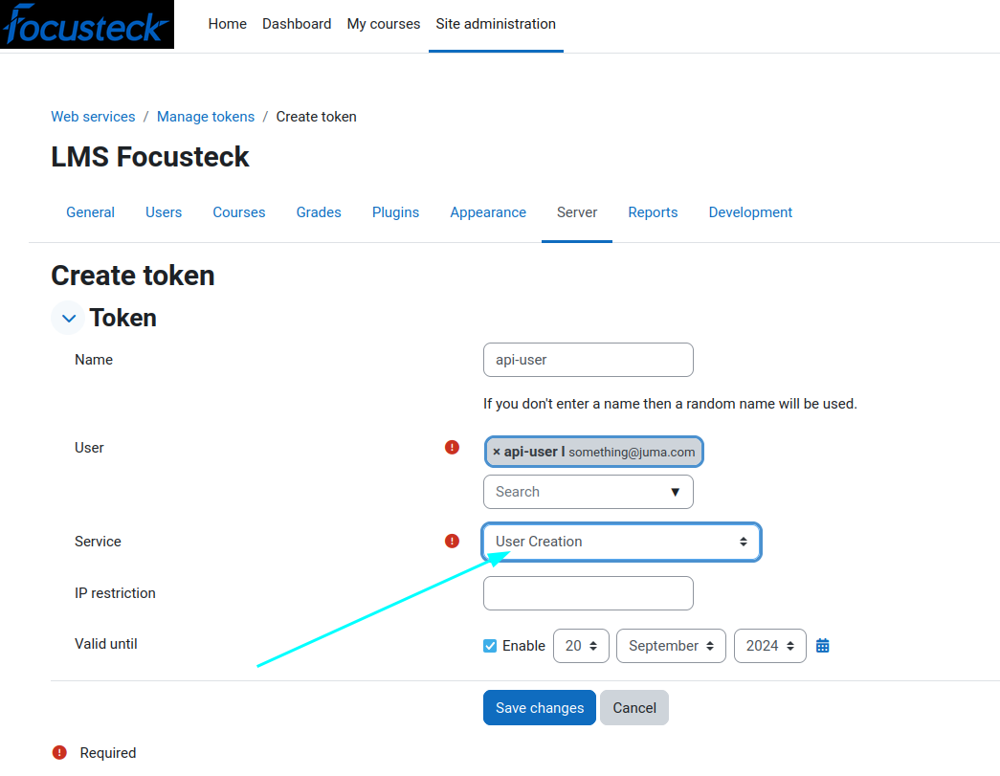 Focusteck
Home Dashboard My courses Site administration
Web services / Manage tokens / Create token
LMS Focusteck
General Users Courses Grades Plugins Appearance Server Reports Development
Create token
Token
Name api-user
If you don't enter a name then a random name will be used.
User ! × api-user | something@juma.com
Search ▼
Service ! User Creation
IP restriction
Valid until Enable 20 September 2024
Save changes Cancel
! Required